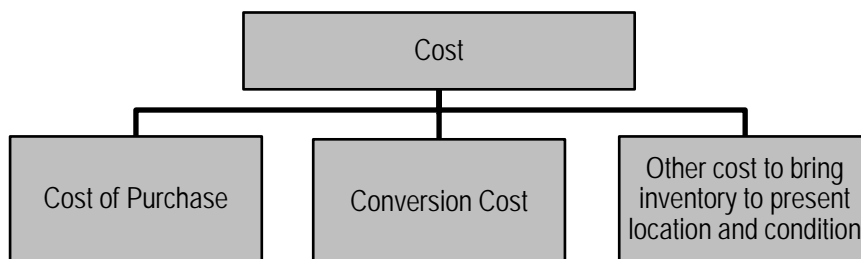 Cost
Cost of Purchase
Conversion Cost
Other cost to bring
inventory to present
location and condition